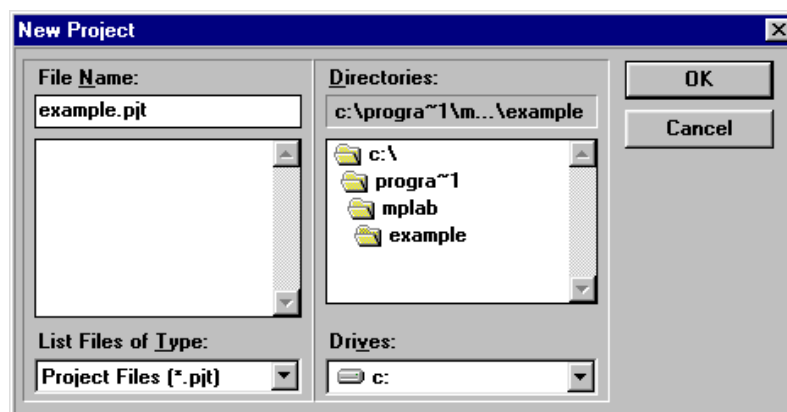 New Project
File Name:
example.pjt
List Files of Type:
Project Files (*.pjt)
Directories:
c:\progra~1\m...\example
c:\
progra~1
mplab
example
Drives:
c:
OK
Cancel